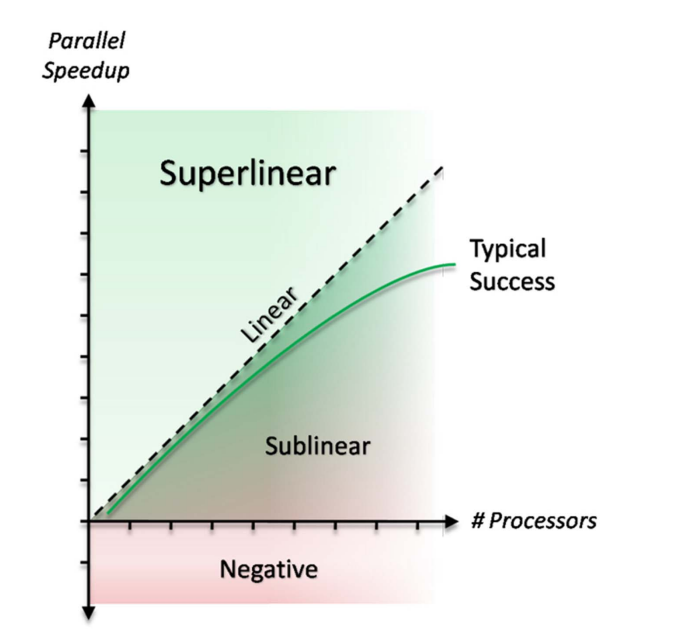 Parallel
Speedup
Superlinear
Linear
Typical
Success
Sublinear
# Processors
Negative